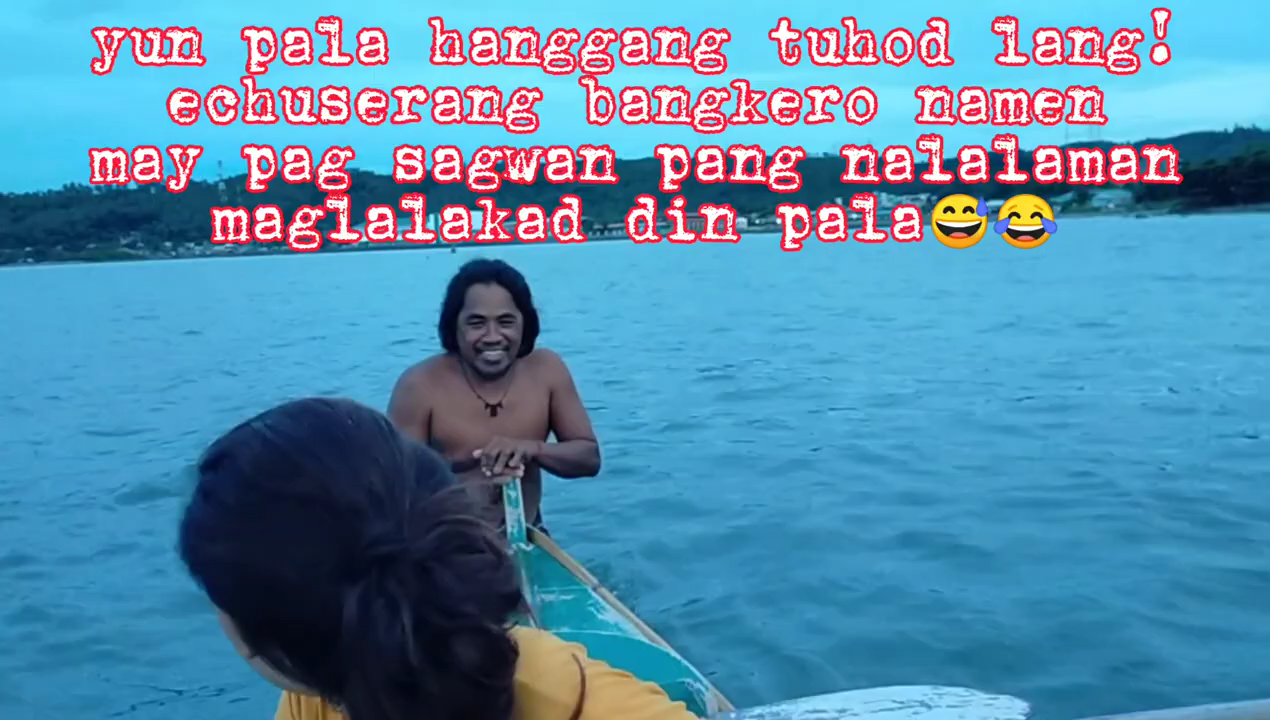 yun pala hanggang tuhod lang!
echuserang bangkero namen
may pag sagwan pang nalalaman
maglalakad din pala😅😂